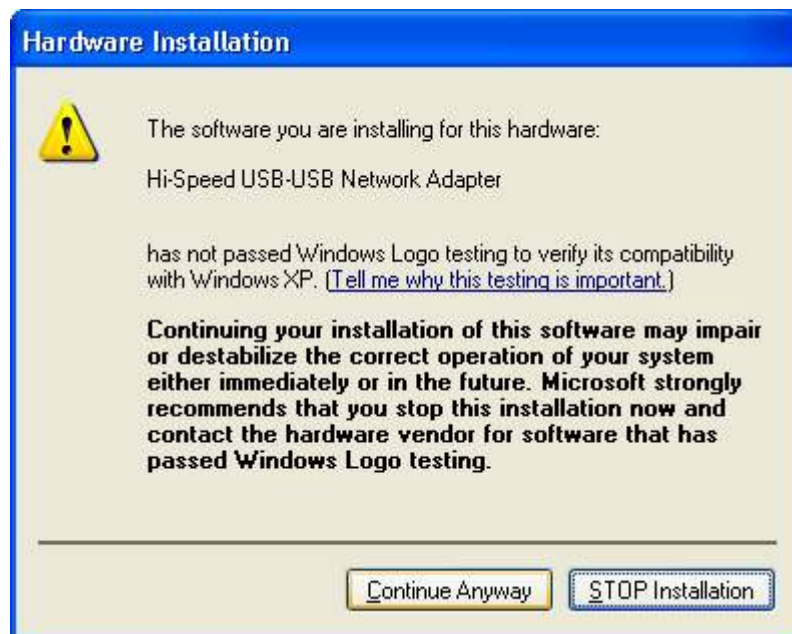 Hardware Installation
The software you are installing for this hardware:
Hi-Speed USB-USB Network Adapter
has not passed Windows Logo testing to verify its compatibility
with Windows XP. (Tell me why this testing is important.)
Continuing your installation of this software may impair
or destabilize the correct operation of your system
either immediately or in the future. Microsoft strongly
recommends that you stop this installation now and
contact the hardware vendor for software that has
passed Windows Logo testing.
Continue Anyway STOP Installation